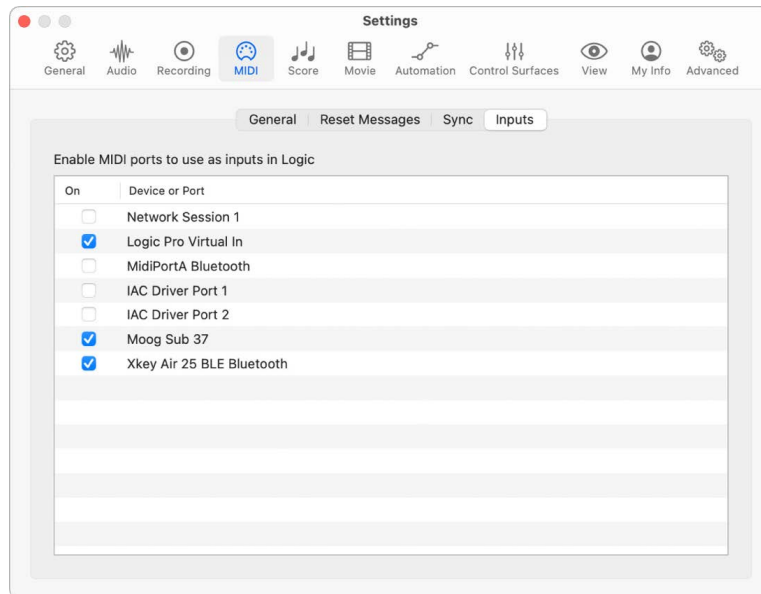 Settings
General Audio Recording MIDI Score Movie Automation Control Surfaces View My Info Advanced
General Reset Messages Sync Inputs
Enable MIDI ports to use as inputs in Logic
On Device or Port
Network Session 1
Logic Pro Virtual In
MidiPortA Bluetooth
IAC Driver Port 1
IAC Driver Port 2
Moog Sub 37
Xkey Air 25 BLE Bluetooth